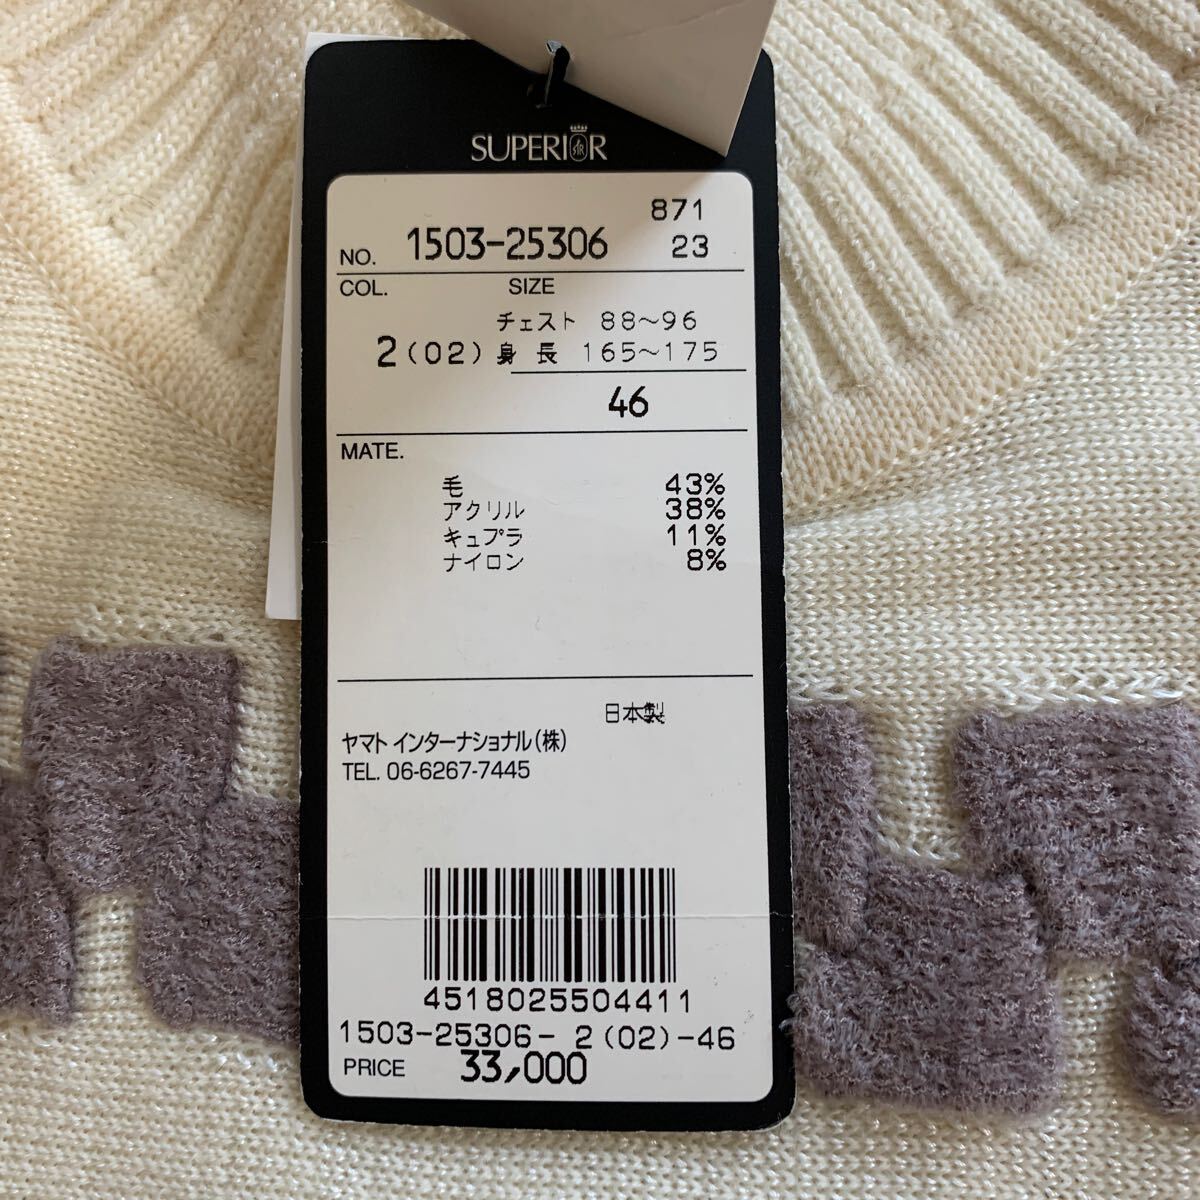 SUPERIOR
871
NO. 1503-25306 23
COL. SIZE
チェスト 88～96
2(02) 身長 165～175
46
MATE.
毛 43%
アクリル 38%
キュプラ 11%
ナイロン 8%
日本製
ヤマト インターナショナル(株)
TEL. 06-6267-7445
4518025504411
1503-25306- 2(02)-46
PRICE 33,000